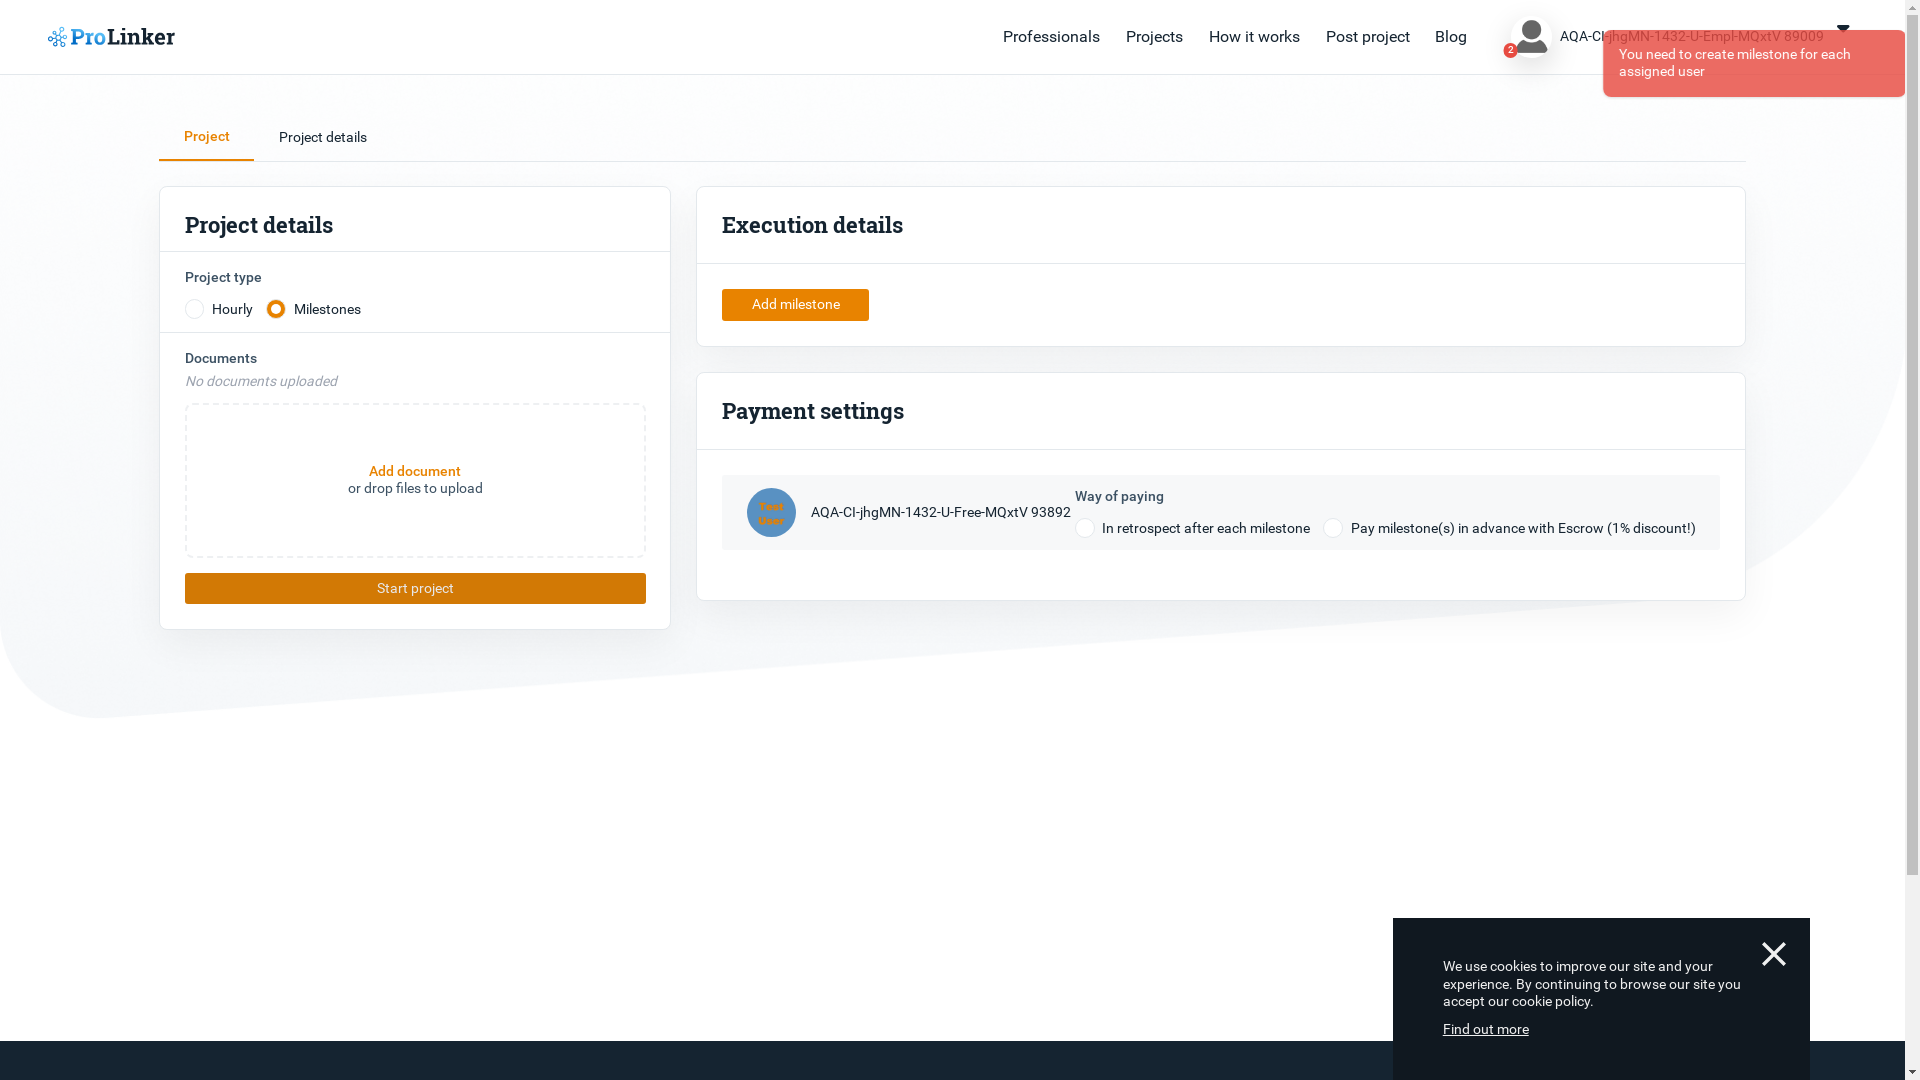 ProLinker
Professionals
Projects
How it works
Post project
Blog
2
AQA-CI-jhgMN-1432-U-Empl-MQxtV 89009
You need to create milestone for each
assigned user
Project
Project details
Project details
Project type
Hourly
Milestones
Documents
No documents uploaded
Add document
or drop files to upload
Start project
Execution details
Add milestone
Payment settings
Test
User
AQA-CI-jhgMN-1432-U-Free-MQxtV 93892
Way of paying
In retrospect after each milestone
Pay milestone(s) in advance with Escrow (1% discount!)
We use cookies to improve our site and your
experience. By continuing to browse our site you
accept our cookie policy.
Find out more